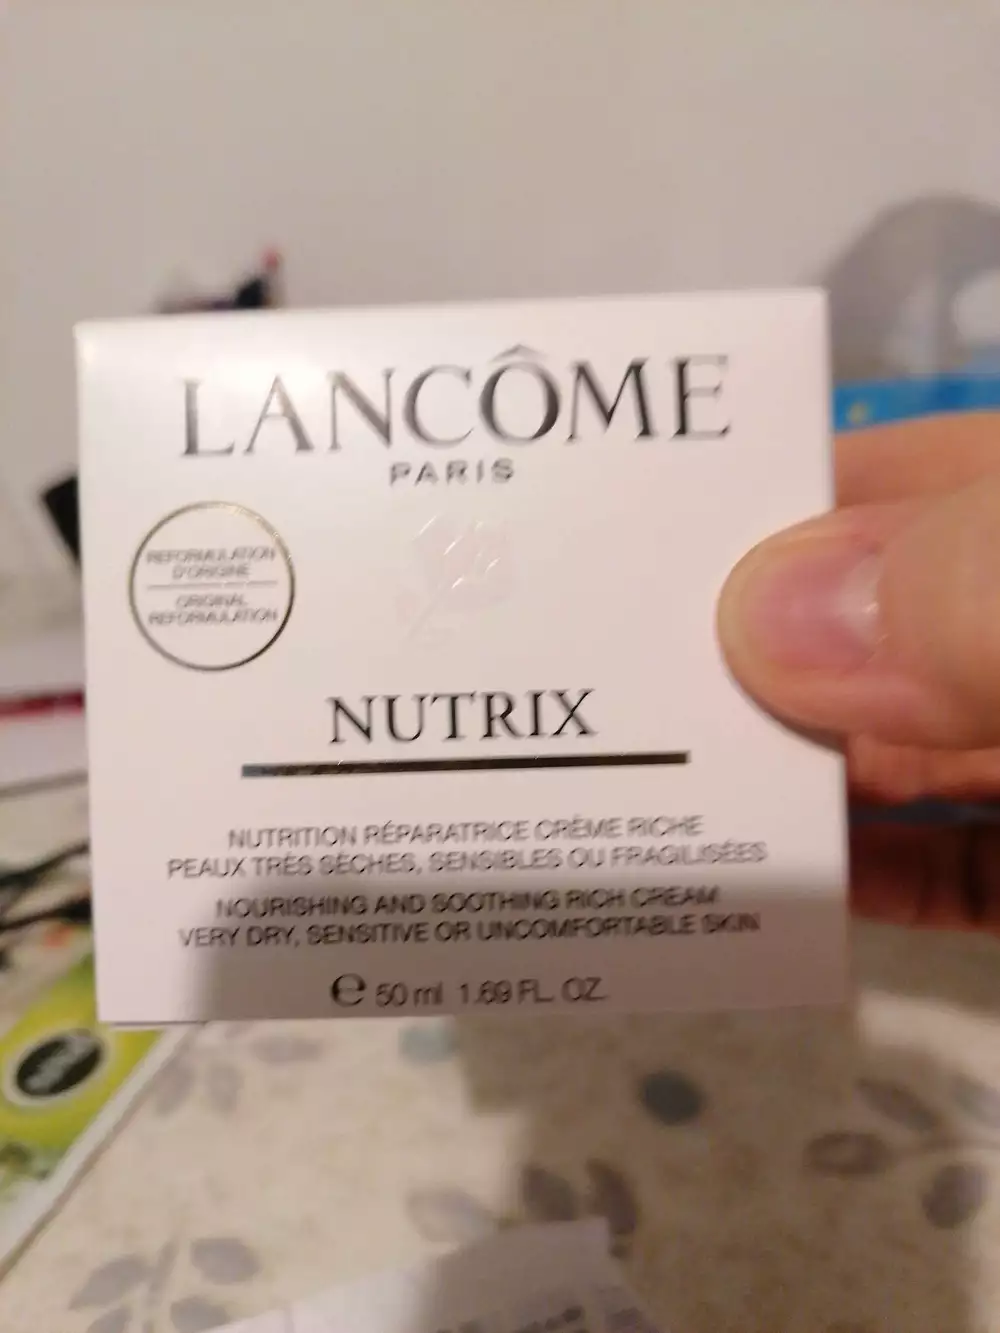 LANCÔME
PARIS
REFORMULATION
D'ORIGINE
ORIGINAL
REFORMULATION
NUTRIX
NUTRITION RÉPARATRICE CRÈME RICHE
PEAUX TRÈS SÈCHES, SENSIBLES OU FRAGILISÉES
NOURISHING AND SOOTHING RICH CREAM
VERY DRY, SENSITIVE OR UNCOMFORTABLE SKIN
℮ 50 ml 1.69 FL. OZ.